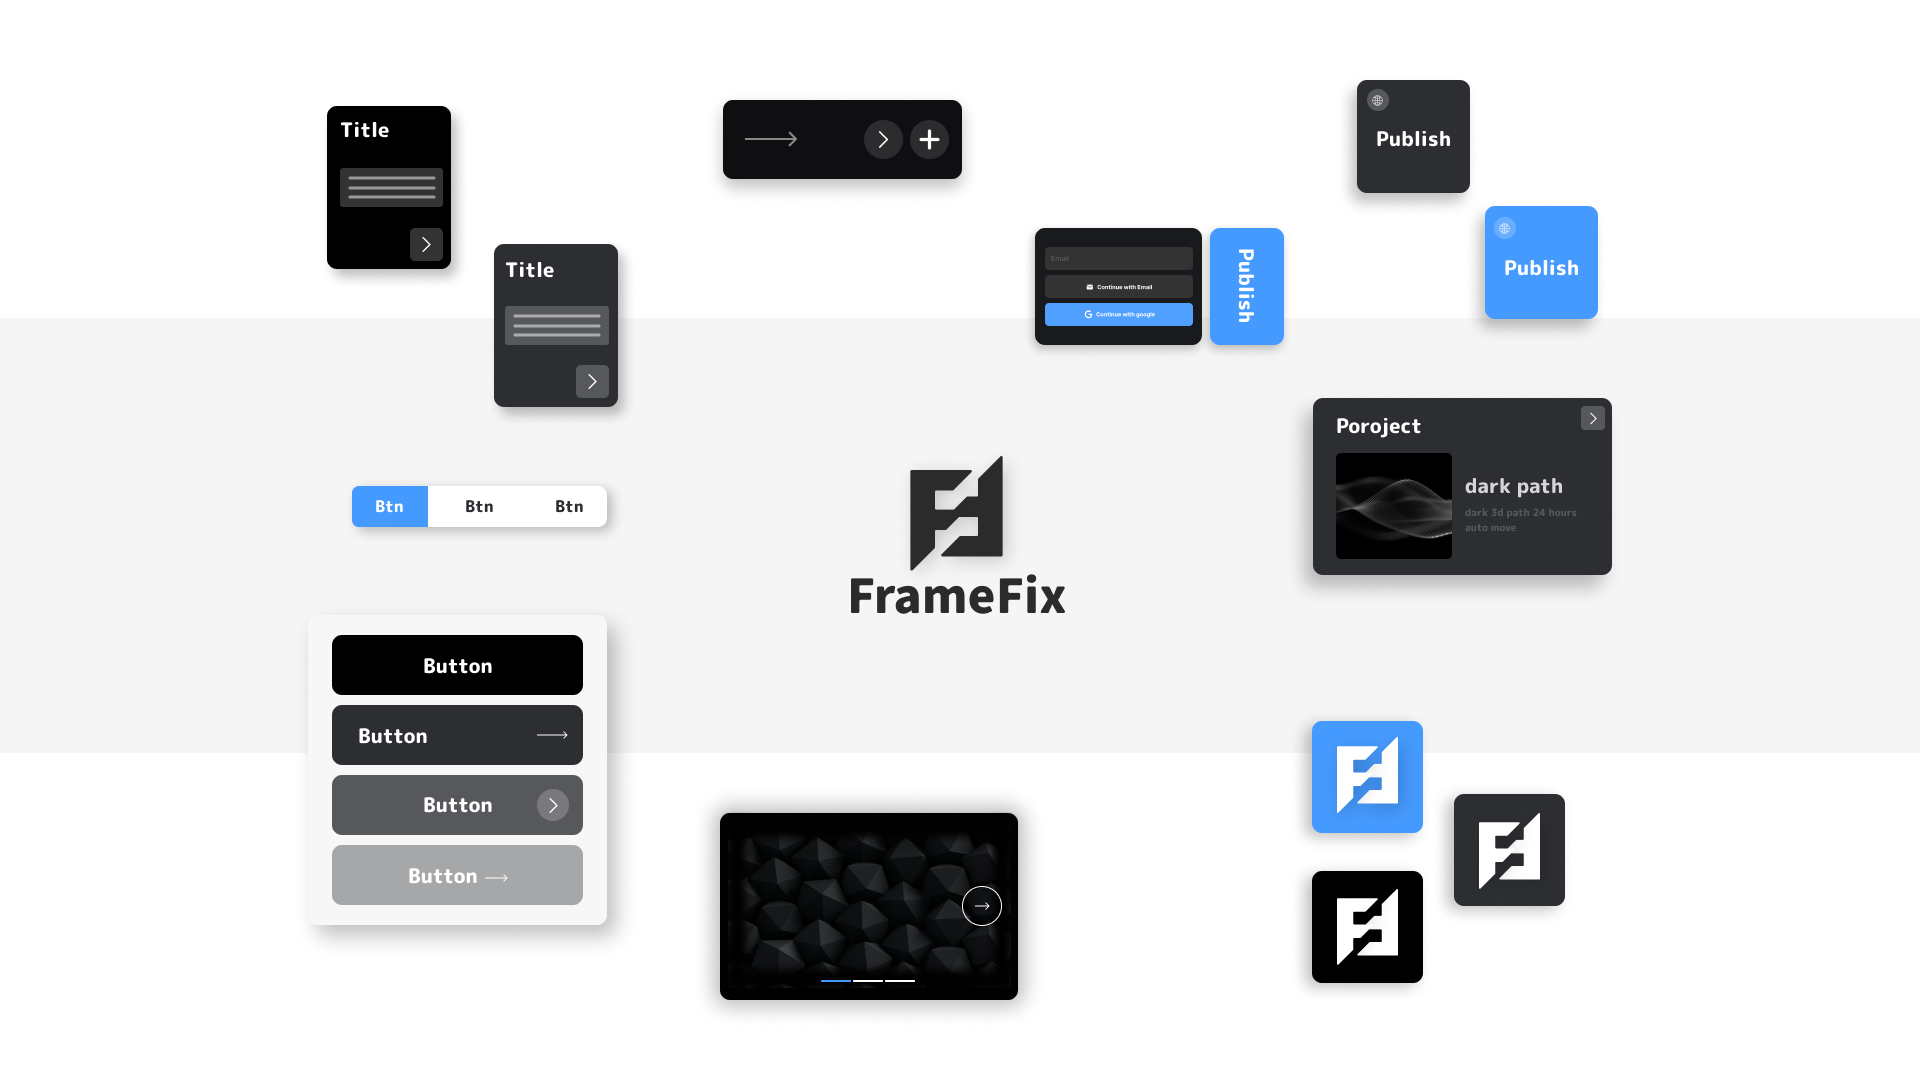 Title
Title
Publish
Publish
Email
Continue with Email
Continue with google
Publish
Btn
Btn
Btn
FrameFix
Poroject
dark path
dark 3d path 24 hours
auto move
Button
Button
Button
Button